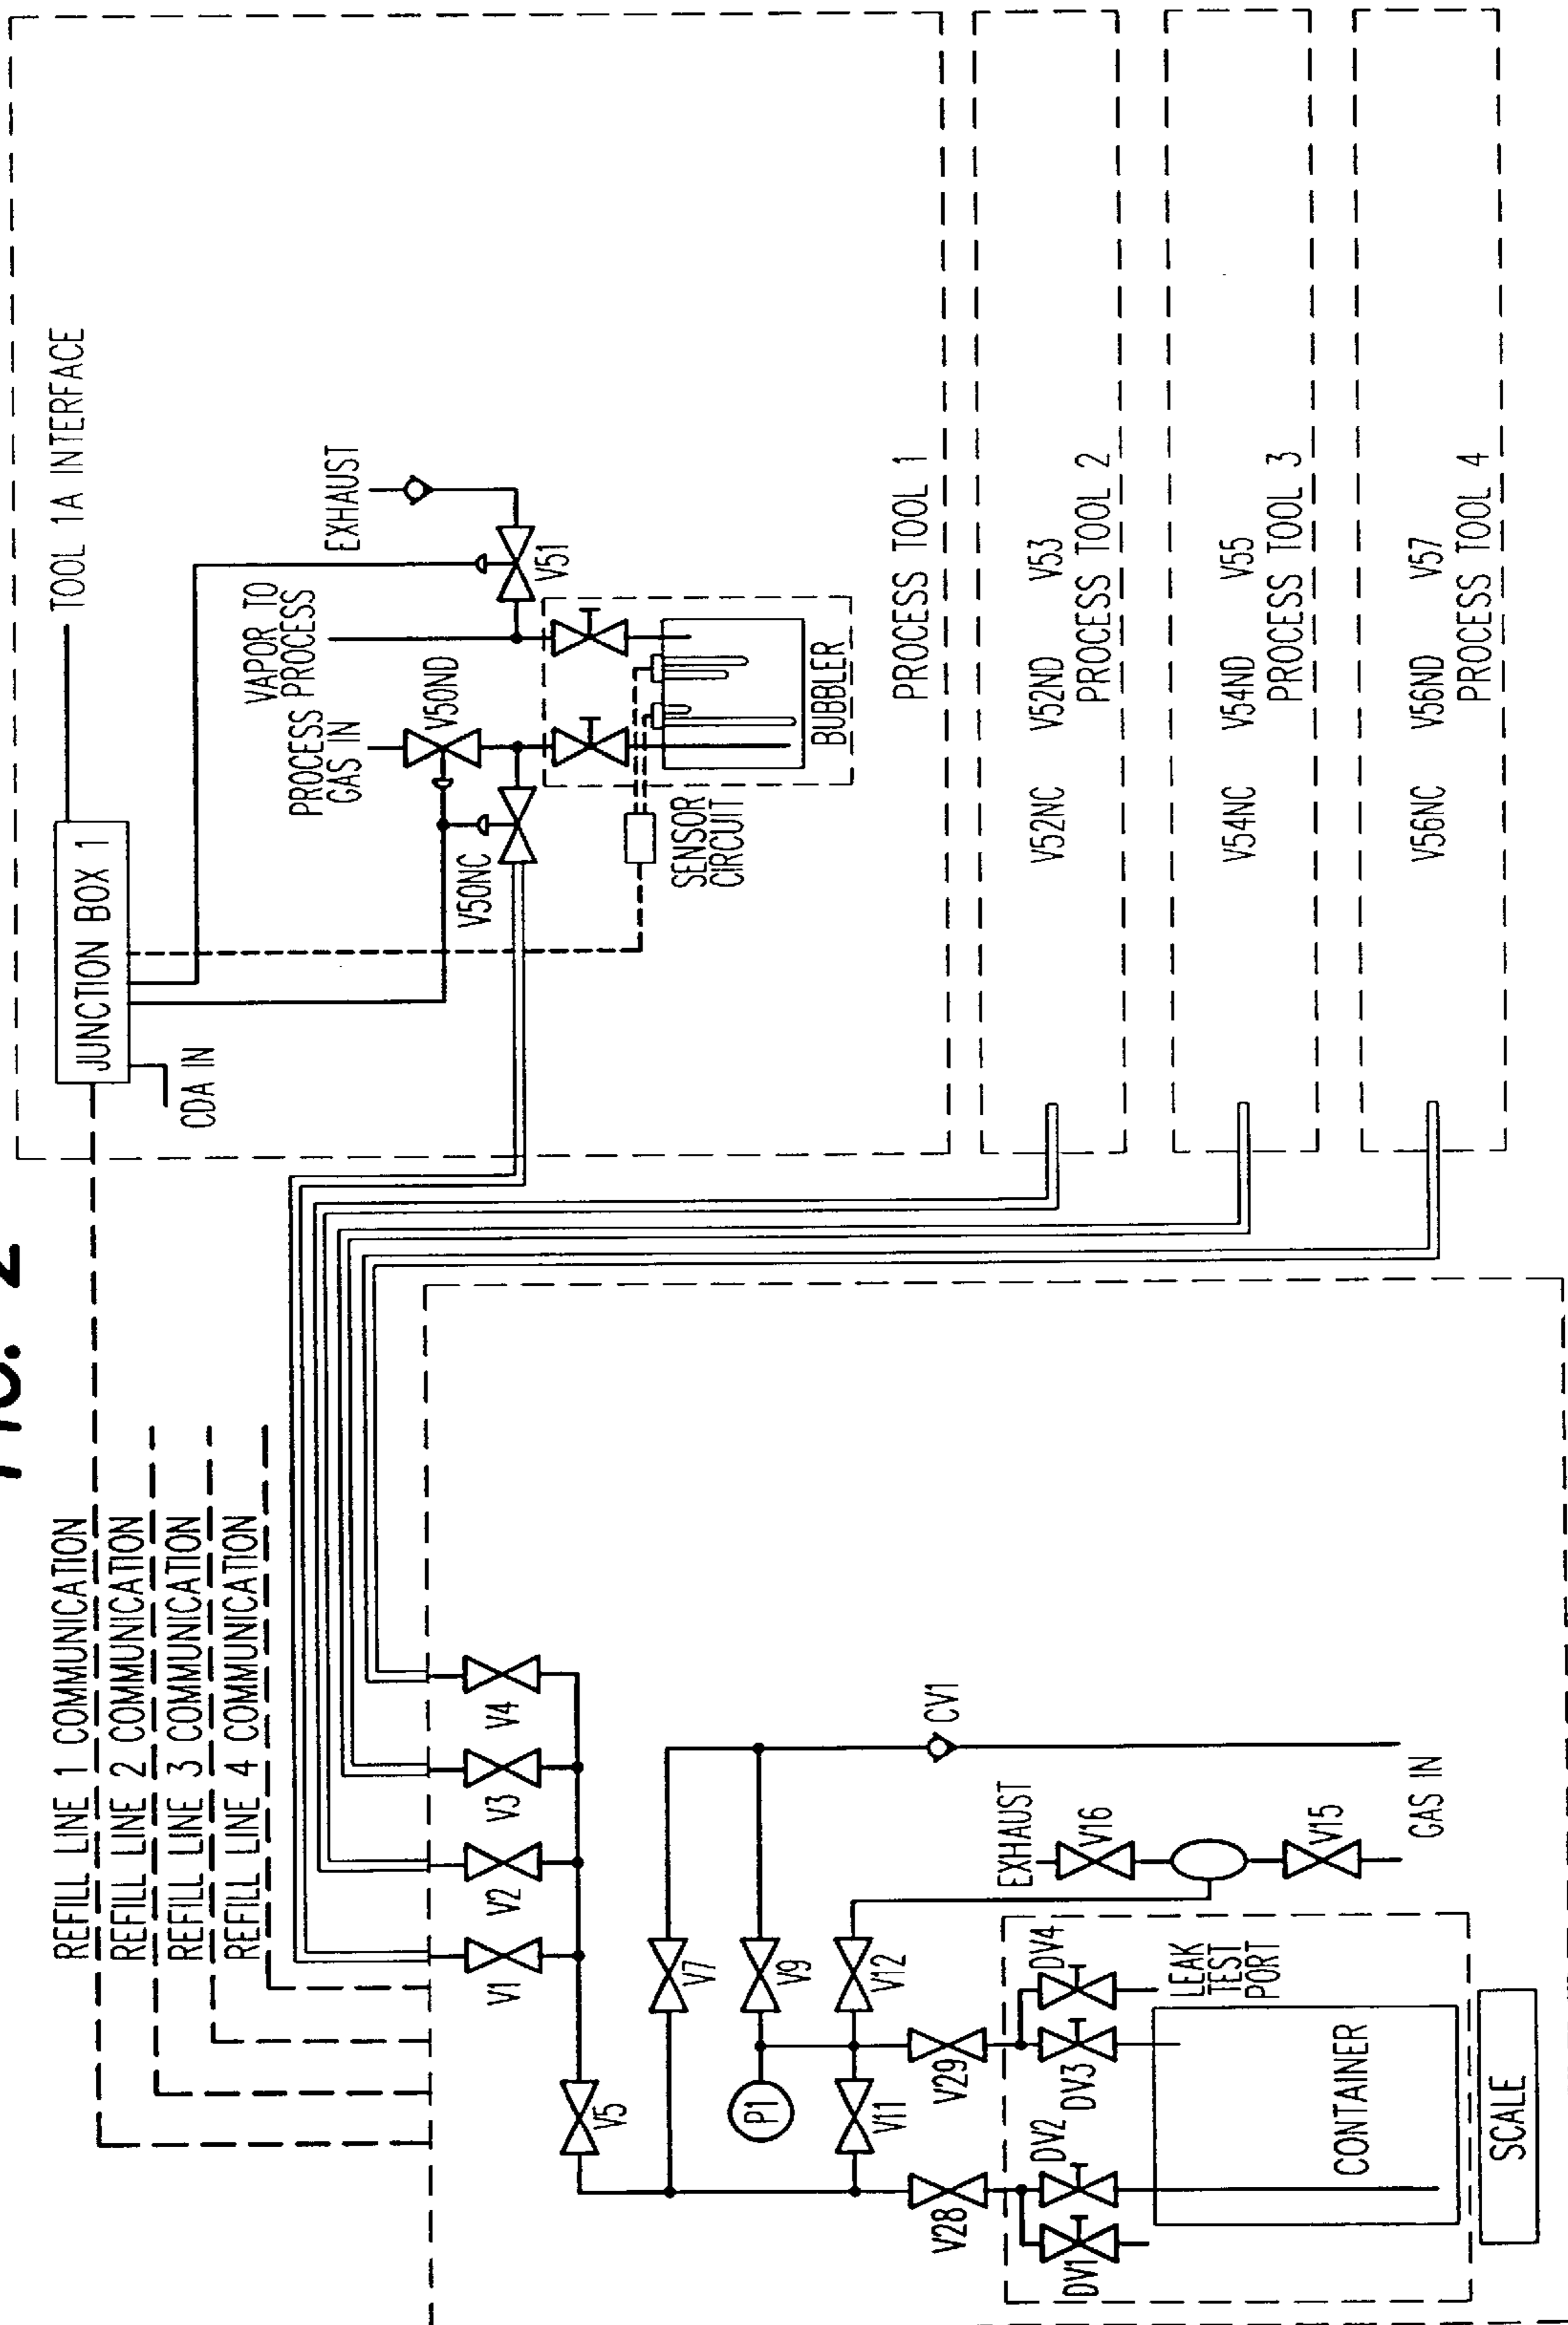 FIG. 2
REFILL LINE 1 COMMUNICATION
REFILL LINE 2 COMMUNICATION
REFILL LINE 3 COMMUNICATION
REFILL LINE 4 COMMUNICATION
JUNCTION BOX 1
TOOL 1A INTERFACE
CDA IN
PROCESS
GAS IN
VAPOR TO
PROCESS
EXHAUST
V50ND
V50NC
V51
SENSOR
CIRCUIT
BUBBLER
PROCESS TOOL 1
V52NC
V52ND
V53
PROCESS TOOL 2
V54NC
V54ND
V55
PROCESS TOOL 3
V56NC
V56ND
V57
PROCESS TOOL 4
V1
V2
V3
V4
V5
V7
CV1
P1
V9
V11
V12
EXHAUST
V16
V15
GAS IN
V28
V29
DV1
DV2
DV3
DV4
LEAK
TEST
PORT
CONTAINER
SCALE